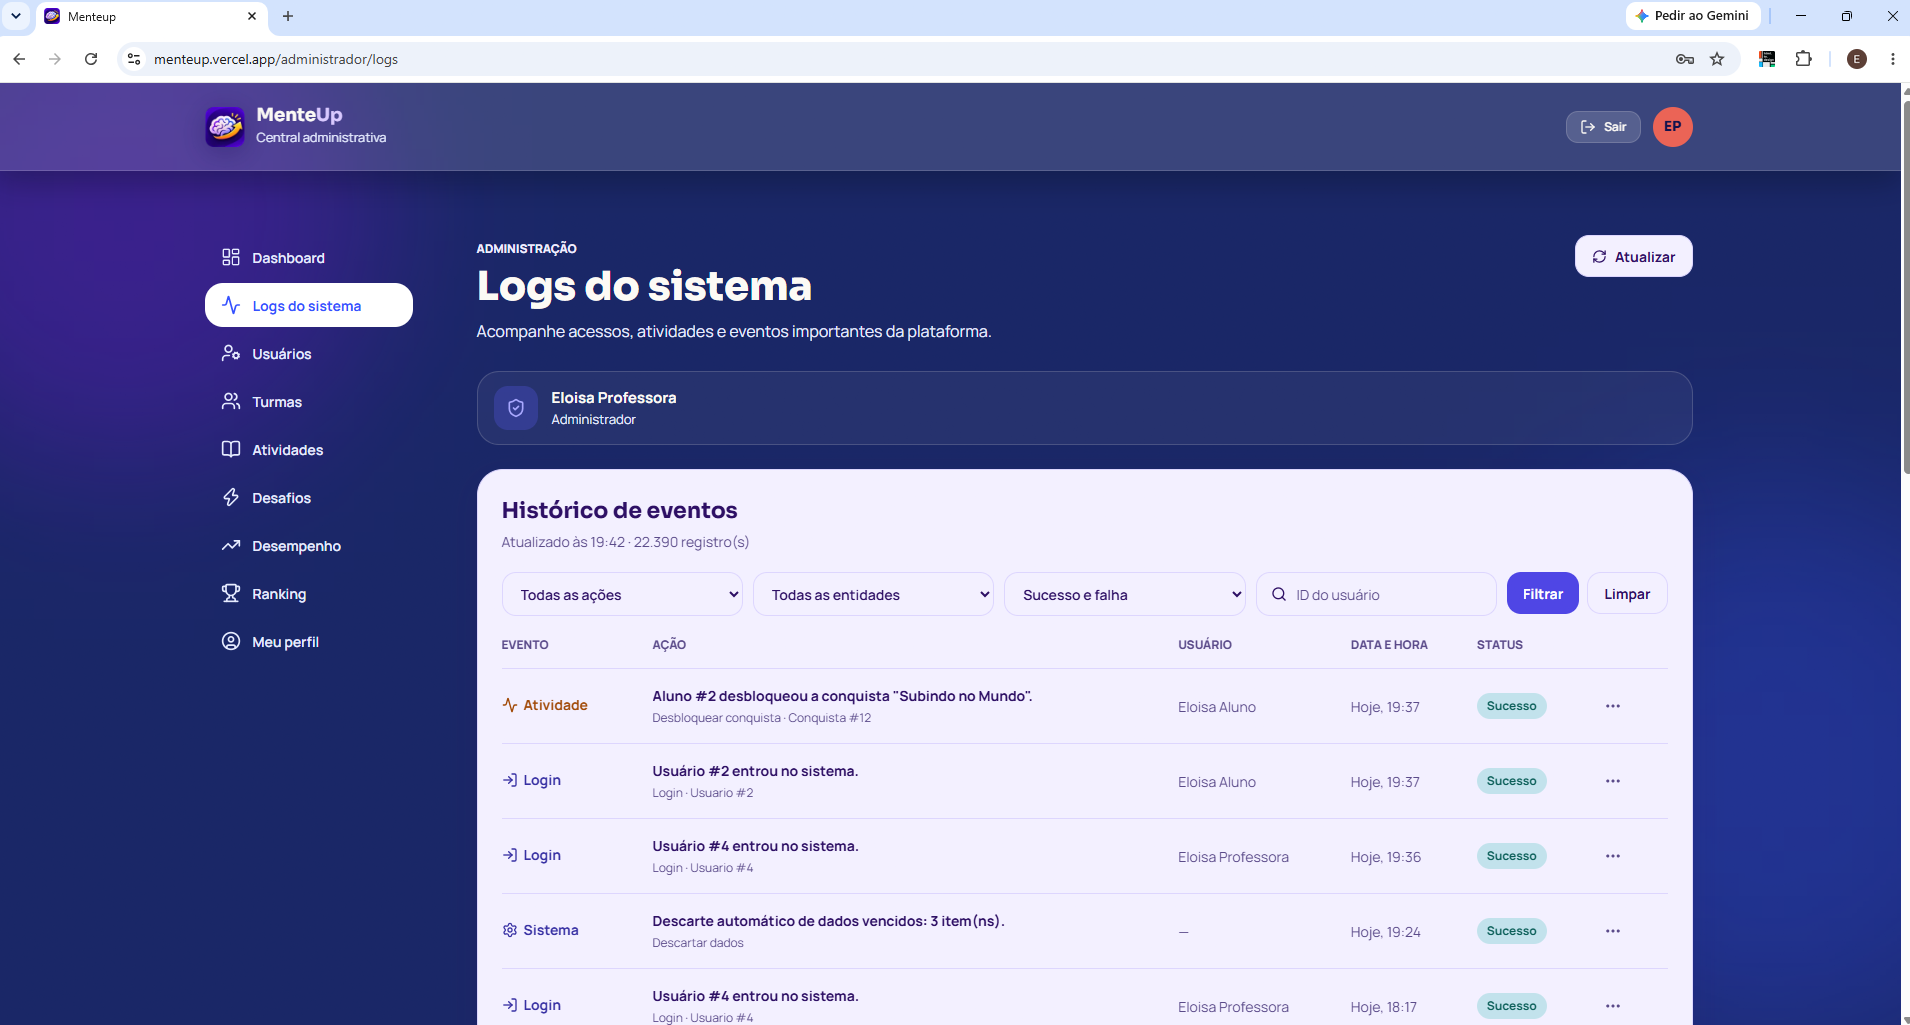 Menteup
Pedir ao Gemini
menteup.vercel.app/administrador/logs
E
MenteUp
Central administrativa
Sair
EP
Dashboard
Logs do sistema
Usuários
Turmas
Atividades
Desafios
Desempenho
Ranking
Meu perfil
ADMINISTRAÇÃO
Logs do sistema
Atualizar
Acompanhe acessos, atividades e eventos importantes da plataforma.
Eloisa Professora
Administrador
Histórico de eventos
Atualizado às 19:42 · 22.390 registro(s)
Todas as ações Todas as entidades Sucesso e falha ID do usuário Filtrar Limpar
EVENTO AÇÃO USUÁRIO DATA E HORA STATUS
Atividade Aluno #2 desbloqueou a conquista "Subindo no Mundo". Eloisa Aluno Hoje, 19:37 Sucesso
Desbloquear conquista · Conquista #12
Login Usuário #2 entrou no sistema. Eloisa Aluno Hoje, 19:37 Sucesso
Login · Usuario #2
Login Usuário #4 entrou no sistema. Eloisa Professora Hoje, 19:36 Sucesso
Login · Usuario #4
Sistema Descarte automático de dados vencidos: 3 item(ns). — Hoje, 19:24 Sucesso
Descartar dados
Login Usuário #4 entrou no sistema. Eloisa Professora Hoje, 18:17 Sucesso
Login · Usuario #4